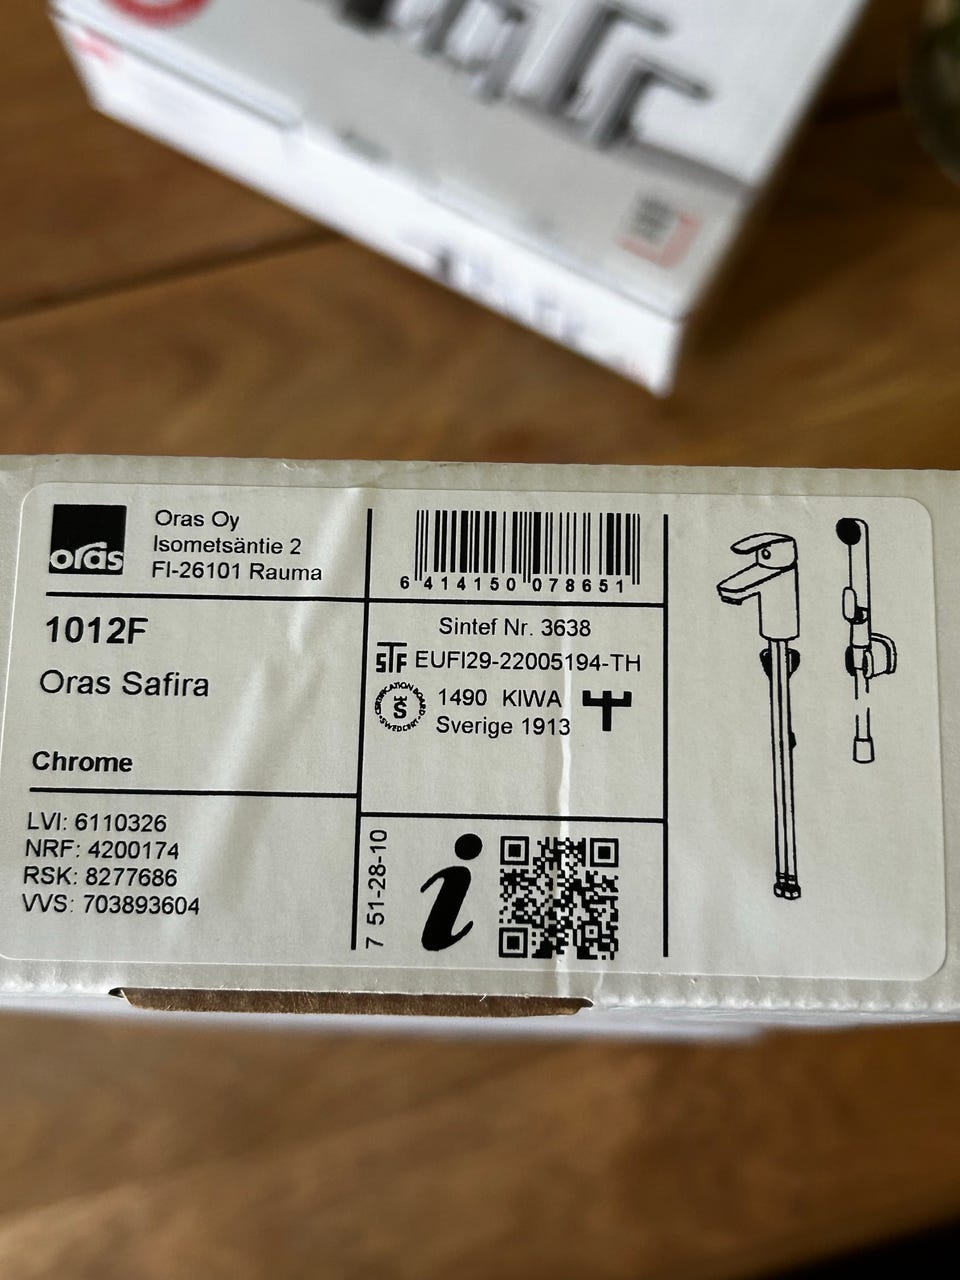 oras
Oras Oy
Isometsäntie 2
FI-26101 Rauma
6 414150 078651
1012F
Oras Safira
Chrome
Sintef Nr. 3638
STF EUFI29-22005194-TH
CERTIFICATION BOARD
SWEDCERT
1490 KIWA
Sverige 1913
LVI: 6110326
NRF: 4200174
RSK: 8277686
VVS: 703893604
7 51-28-10
i